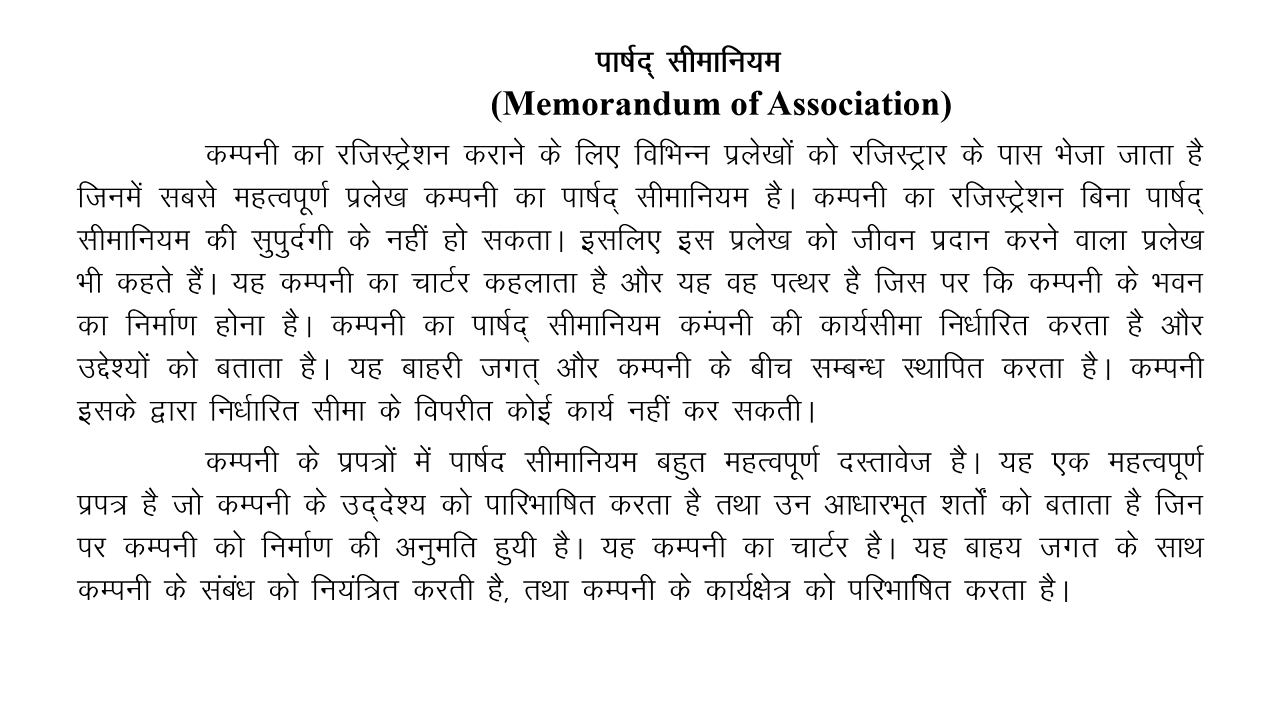 पार्षद् सीमानियम
(Memorandum of Association)
कम्पनी का रजिस्ट्रेशन कराने के लिए विभिन्न प्रलेखों को रजिस्ट्रार के पास भेजा जाता है
जिनमें सबसे महत्वपूर्ण प्रलेख कम्पनी का पार्षद् सीमानियम है। कम्पनी का रजिस्ट्रेशन बिना पार्षद्
सीमानियम की सुपुर्दगी के नहीं हो सकता। इसलिए इस प्रलेख को जीवन प्रदान करने वाला प्रलेख
भी कहते हैं। यह कम्पनी का चार्टर कहलाता है और यह वह पत्थर है जिस पर कि कम्पनी के भवन
का निर्माण होना है। कम्पनी का पार्षद् सीमानियम कमंपनी की कार्यसीमा निर्धारित करता है और
उद्देश्यों को बताता है। यह बाहरी जगत् और कम्पनी के बीच सम्बन्ध स्थापित करता है। कम्पनी
इसके द्वारा निर्धारित सीमा के विपरीत कोई कार्य नहीं कर सकती।
कम्पनी के प्रपत्रों में पार्षद सीमानियम बहुत महत्वपूर्ण दस्तावेज है। यह एक महत्वपूर्ण
प्रपत्र है जो कम्पनी के उद्‌देश्य को पारिभाषित करता है तथा उन आधारभूत शर्तों को बताता है जिन
पर कम्पनी को निर्माण की अनुमति हुयी है। यह कम्पनी का चार्टर है। यह बाहय जगत के साथ
कम्पनी के संबंध को नियंत्रित करती है, तथा कम्पनी के कार्यक्षेत्र को परिभाषित करता है।